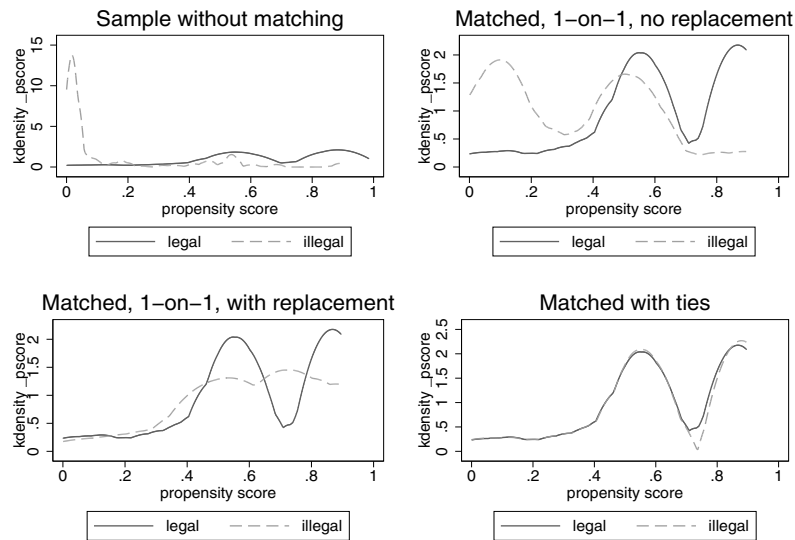 Sample without matching
kdensity _pscore
0 5 10 15
0 .2 .4 .6 .8 1
propensity score
legal illegal
Matched, 1−on−1, no replacement
kdensity _pscore
0 .5 1 1.5 2
0 .2 .4 .6 .8 1
propensity score
legal illegal
Matched, 1−on−1, with replacement
kdensity _pscore
0 .5 1 1.5 2
0 .2 .4 .6 .8 1
propensity score
legal illegal
Matched with ties
kdensity _pscore
0 .5 1 1.5 2 2.5
0 .2 .4 .6 .8 1
propensity score
legal illegal